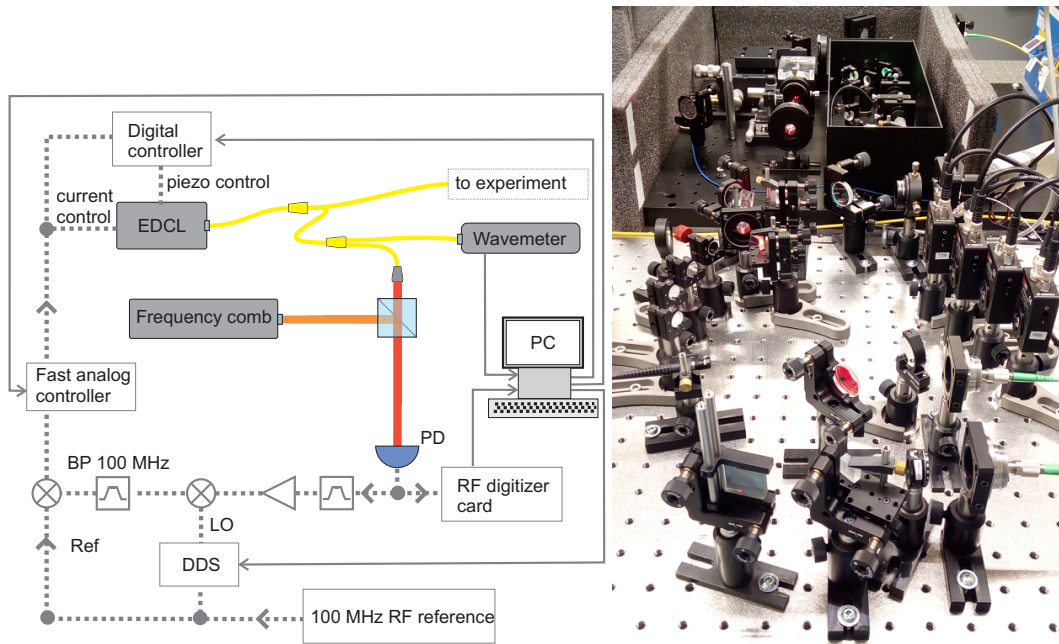 Digital
controller
piezo control
current
control
EDCL
to experiment
Wavemeter
Frequency comb
PC
Fast analog
controller
PD
BP 100 MHz
RF digitizer
card
LO
Ref
DDS
100 MHz RF reference